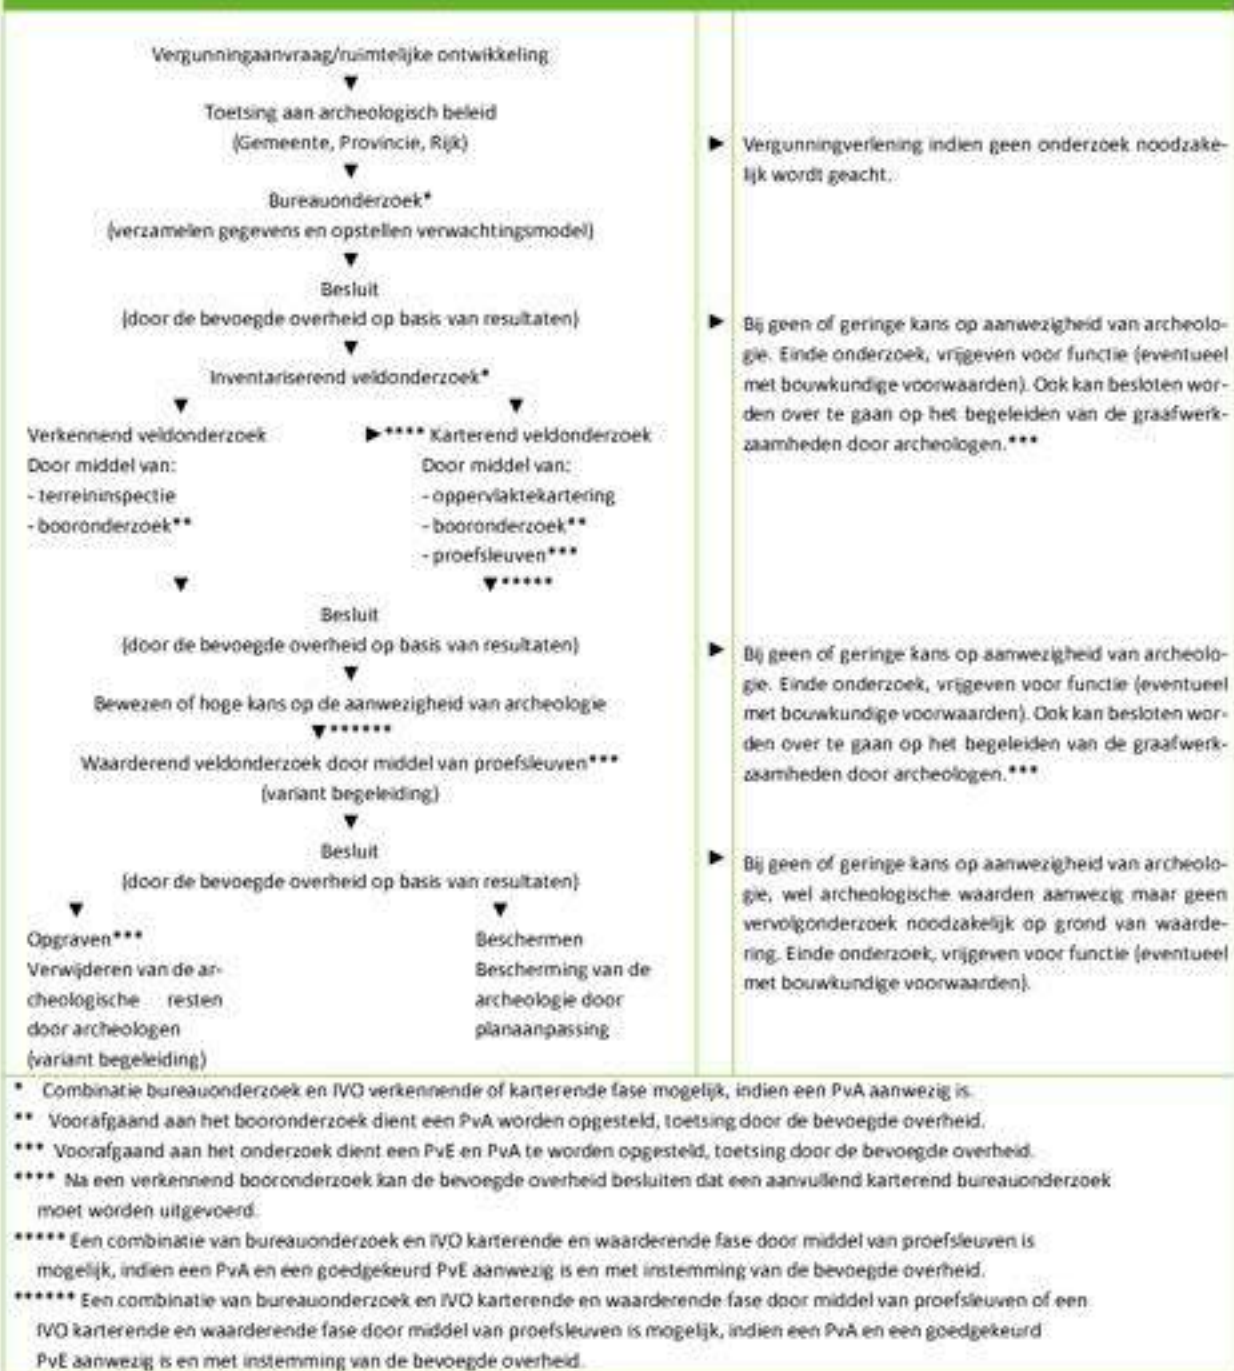 Vergunningaanvraag/ruimtelijke ontwikkeling
▼
Toetsing aan archeologisch beleid
(Gemeente, Provincie, Rijk)
▼
Bureauonderzoek*
(verzamelen gegevens en opstellen verwachtingsmodel)
▼
Besluit
(door de bevoegde overheid op basis van resultaten)
▼
Inventariserend veldonderzoek*
▼ ▼
Verkennend veldonderzoek
Door middel van:
- terreininspectie
- booronderzoek**
▼
►**** Karterend veldonderzoek
Door middel van:
- oppervlaktekartering
- booronderzoek**
- proefsleuven***
▼*****
Besluit
(door de bevoegde overheid op basis van resultaten)
▼
Bewezen of hoge kans op de aanwezigheid van archeologie
▼******
Waarderend veldonderzoek door middel van proefsleuven***
(variant begeleiding)
▼
Besluit
(door de bevoegde overheid op basis van resultaten)
▼ ▼
Opgraven***
Verwijderen van de ar-
cheologische resten
door archeologen
(variant begeleiding)
Beschermen
Bescherming van de
archeologie door
planaanpassing
► Vergunningverlening indien geen onderzoek noodzake-
lijk wordt geacht.
► Bij geen of geringe kans op aanwezigheid van archeolo-
gie. Einde onderzoek, vrijgeven voor functie (eventueel
met bouwkundige voorwaarden). Ook kan besloten wor-
den over te gaan op het begeleiden van de graafwerk-
zaamheden door archeologen.***
► Bij geen of geringe kans op aanwezigheid van archeolo-
gie. Einde onderzoek, vrijgeven voor functie (eventueel
met bouwkundige voorwaarden). Ook kan besloten wor-
den over te gaan op het begeleiden van de graafwerk-
zaamheden door archeologen.***
► Bij geen of geringe kans op aanwezigheid van archeolo-
gie, wel archeologische waarden aanwezig maar geen
vervolgonderzoek noodzakelijk op grond van waarde-
ring. Einde onderzoek, vrijgeven voor functie (eventueel
met bouwkundige voorwaarden).
* Combinatie bureauonderzoek en IVO verkennende of karterende fase mogelijk, indien een PvA aanwezig is.
** Voorafgaand aan het booronderzoek dient een PvA worden opgesteld, toetsing door de bevoegde overheid.
*** Voorafgaand aan het onderzoek dient een PvE en PvA te worden opgesteld, toetsing door de bevoegde overheid.
**** Na een verkennend booronderzoek kan de bevoegde overheid besluiten dat een aanvullend karterend bureauonderzoek
moet worden uitgevoerd.
***** Een combinatie van bureauonderzoek en IVO karterende en waarderende fase door middel van proefsleuven is
mogelijk, indien een PvA en een goedgekeurd PvE aanwezig is en met instemming van de bevoegde overheid.
****** Een combinatie van bureauonderzoek en IVO karterende en waarderende fase door middel van proefsleuven of een
IVO karterende en waarderende fase door middel van proefsleuven is mogelijk, indien een PvA en een goedgekeurd
PvE aanwezig is en met instemming van de bevoegde overheid.